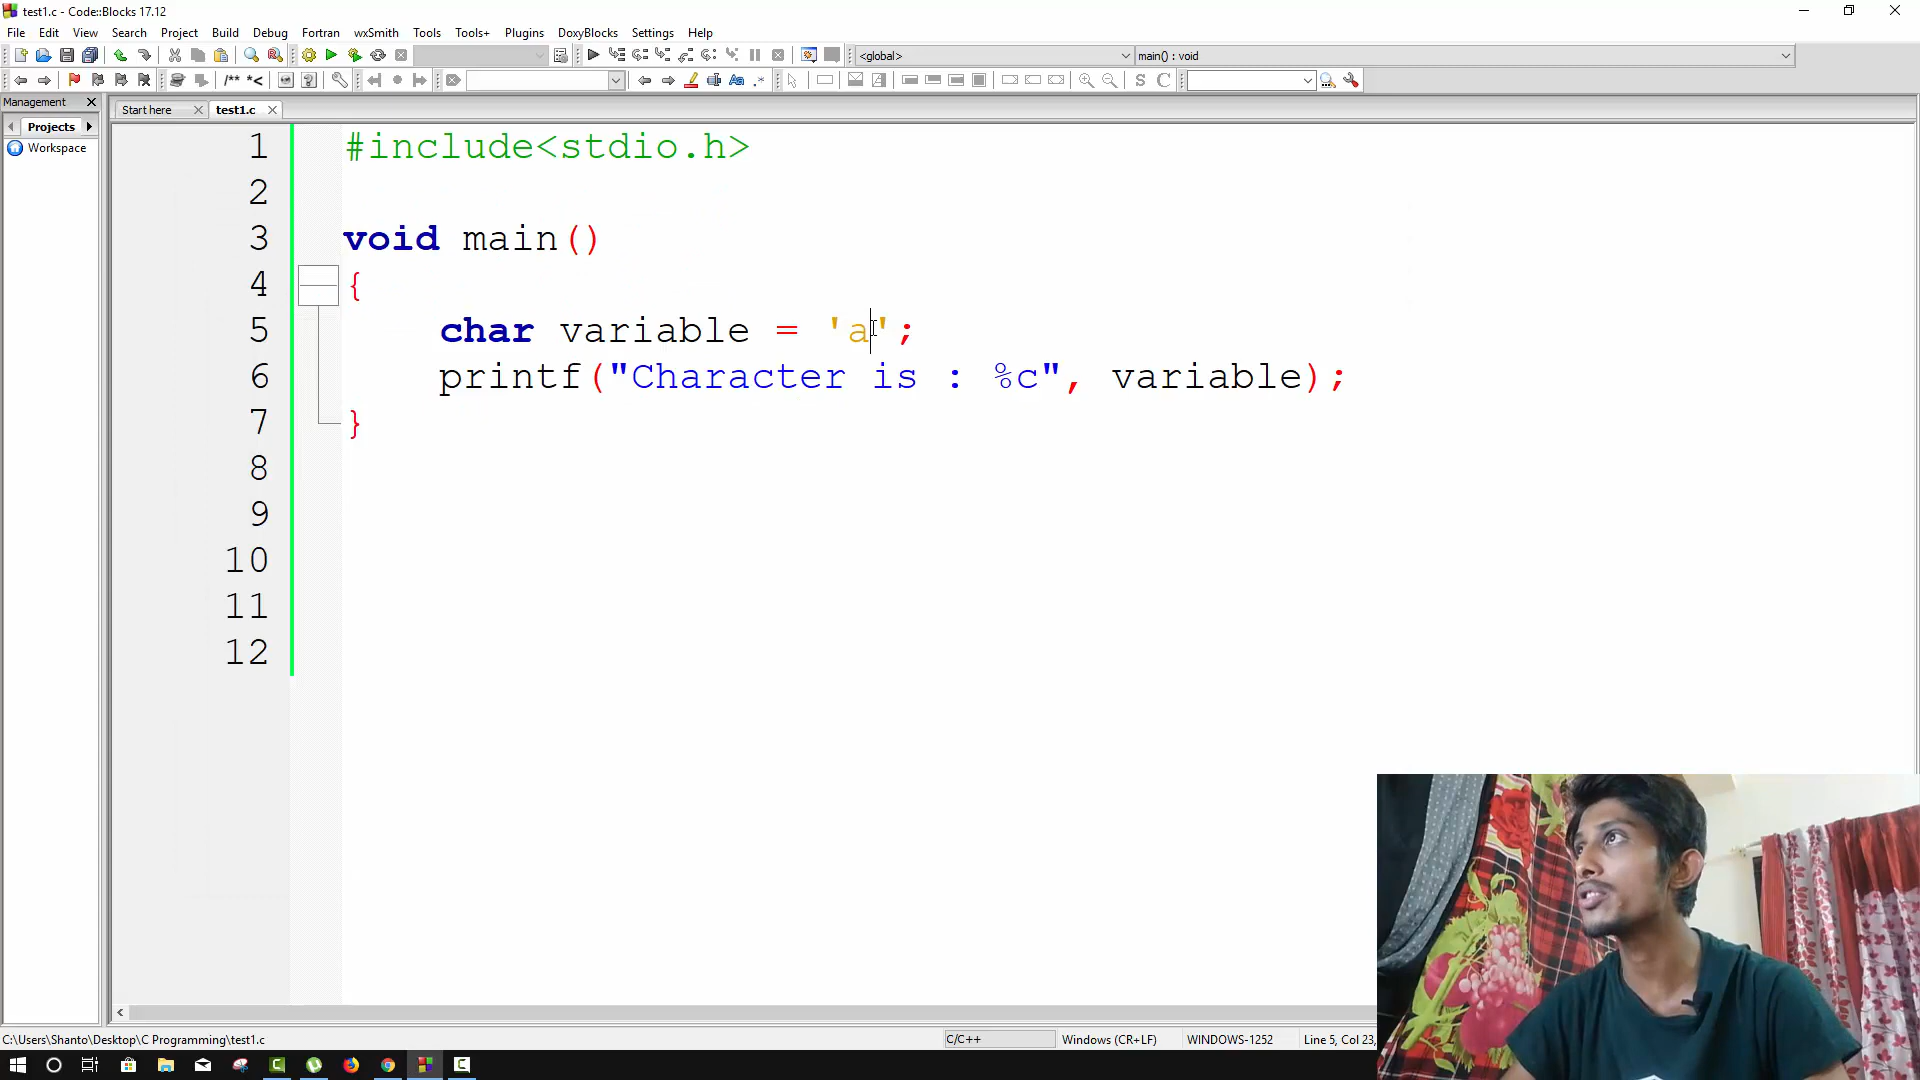 test1.c - Code::Blocks 17.12
File Edit View Search Project Build Debug Fortran wxSmith Tools Tools+ Plugins DoxyBlocks Settings Help
<global> main() : void
/** *< S C
Management
Projects
Workspace
Start here test1.c
1 #include<stdio.h>
2
3 void main()
4 {
5 char variable = 'a';
6 printf("Character is : %c", variable);
7 }
8
9
10
11
12
C:\Users\Shanto\Desktop\C Programming\test1.c C/C++ Windows (CR+LF) WINDOWS-1252 Line 5, Col 23,